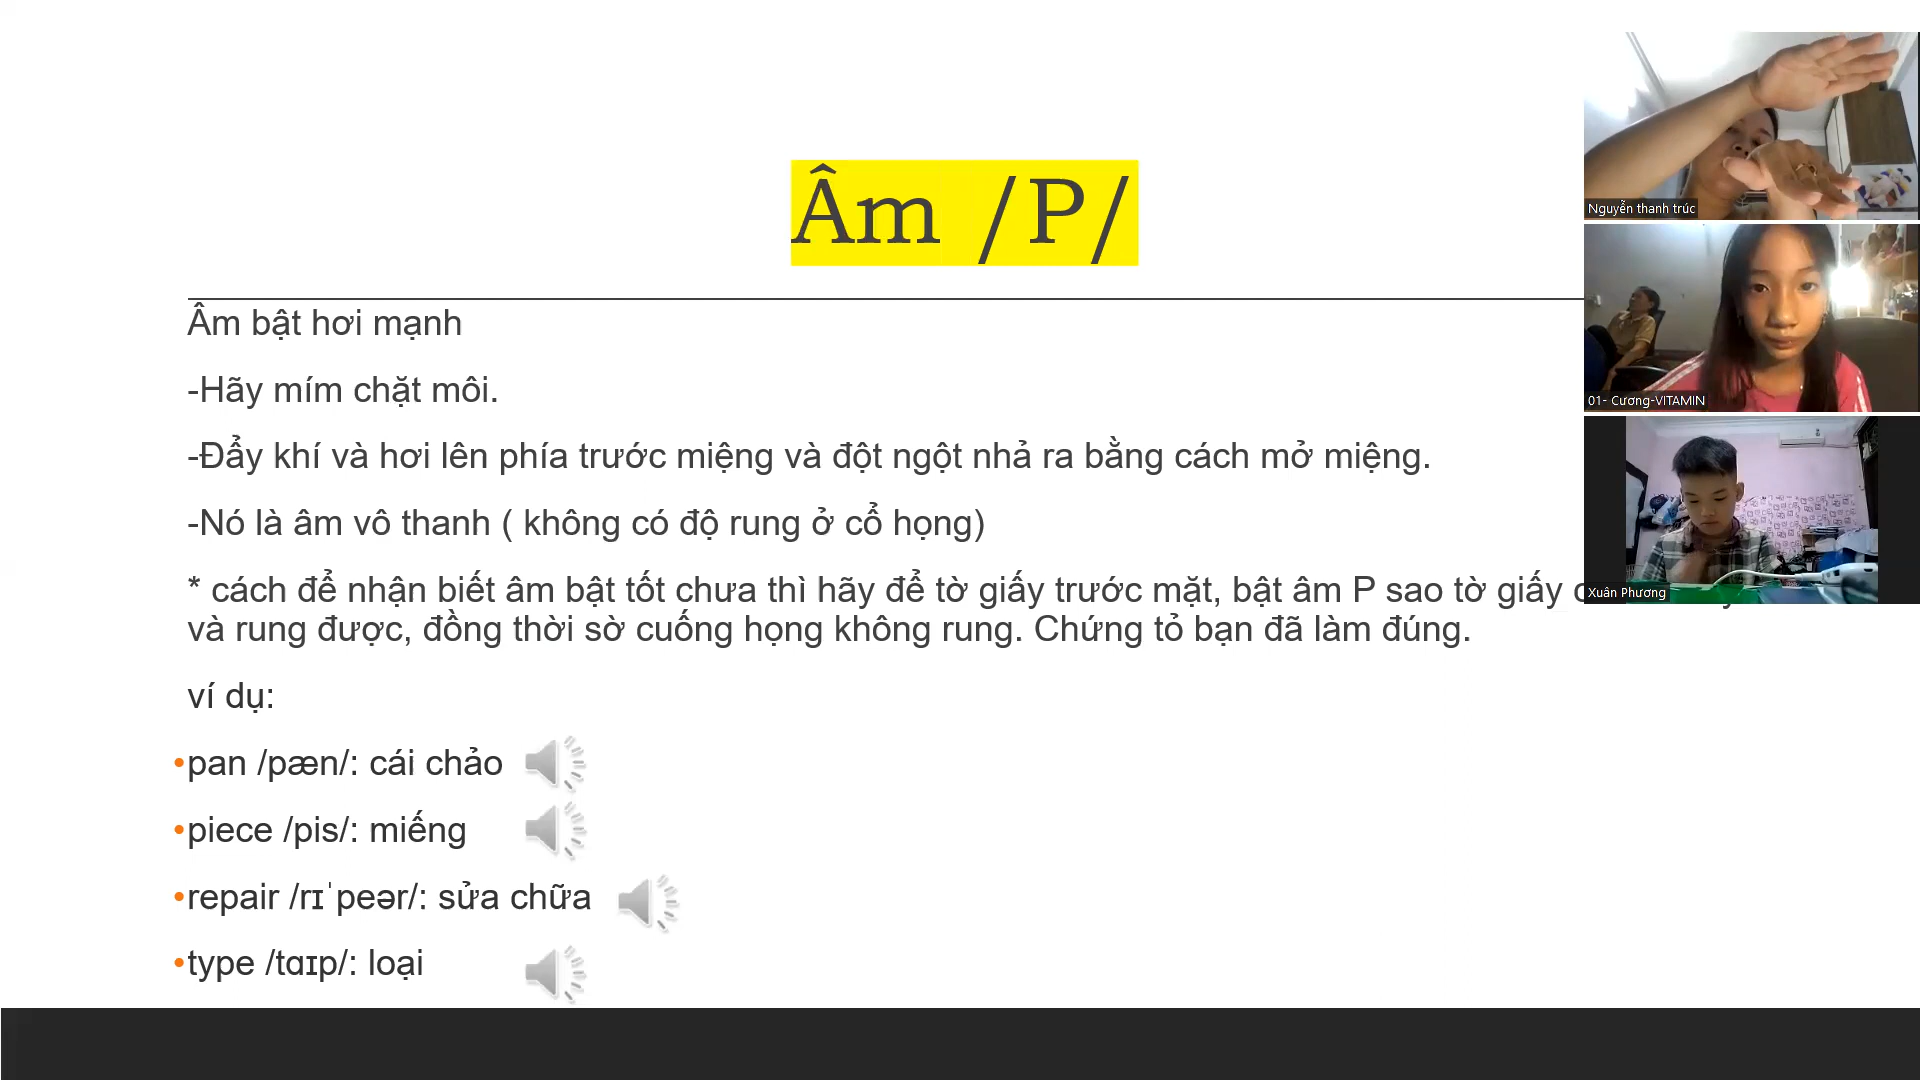 Âm /P/
Âm bật hơi mạnh
-Hãy mím chặt môi.
-Đẩy khí và hơi lên phía trước miệng và đột ngột nhả ra bằng cách mở miệng.
-Nó là âm vô thanh ( không có độ rung ở cổ họng)
* cách để nhận biết âm bật tốt chưa thì hãy để tờ giấy trước mặt, bật âm P sao tờ giấy
và rung được, đồng thời sờ cuống họng không rung. Chứng tỏ bạn đã làm đúng.
ví dụ:
•pan /pæn/: cái chảo
•piece /pis/: miếng
•repair /rɪˈpeər/: sửa chữa
•type /tɑɪp/: loại
Nguyễn thanh trúc
01- Cương-VITAMIN
Xuân Phương